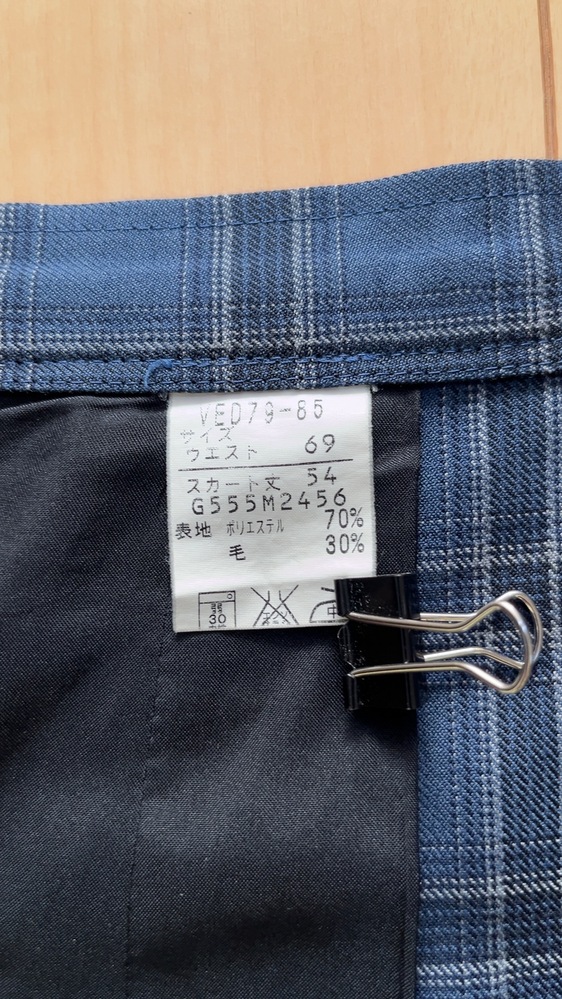 VED79-85
サイズ
ウエスト 69
スカート丈 54
G555M2456
表地 ポリエステル 70%
毛 30%
30
中